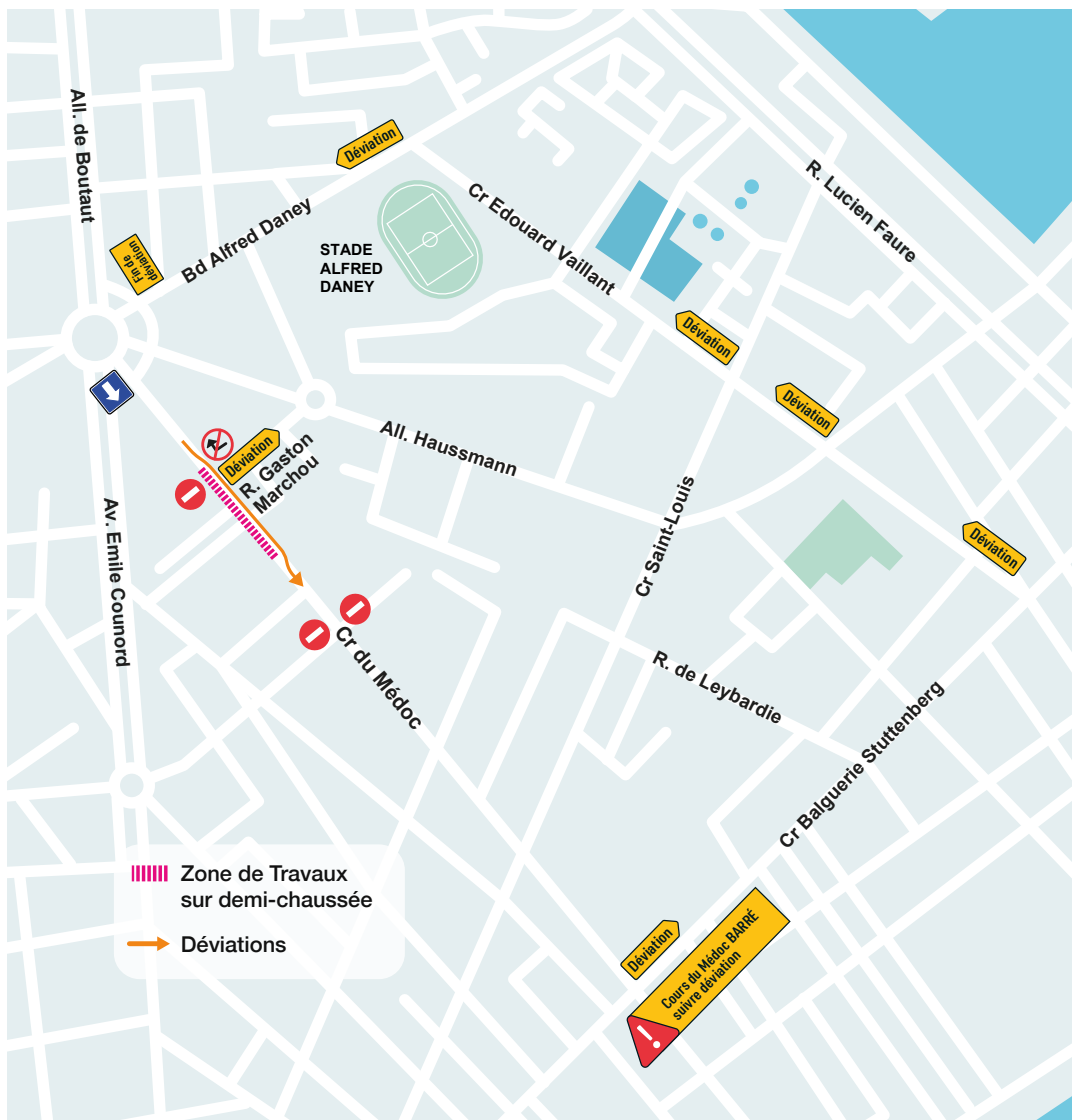 All. de Boutaut
Déviation
Bd Alfred Daney
Fin de
déviation
STADE
ALFRED
DANEY
Cr Edouard Vaillant
R. Lucien Faure
Déviation
Déviation
Déviation
All. Haussmann
Déviation
R. Gaston
Marchou
Cr Saint-Louis
Av. Emile Counord
Cr du Médoc
R. de Leybardie
Cr Balguerie Stuttenberg
Déviation
Cours du Médoc BARRÉ
suivre déviation
Zone de Travaux
sur demi-chaussée
Déviations